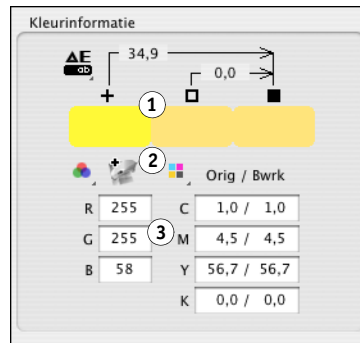 Kleurinformatie
ΔE 34,9
ab 0,0
1
2
Orig / Bwrk
R 255 C 1,0 / 1,0
G 255 3 M 4,5 / 4,5
B 58 Y 56,7 / 56,7
K 0,0 / 0,0